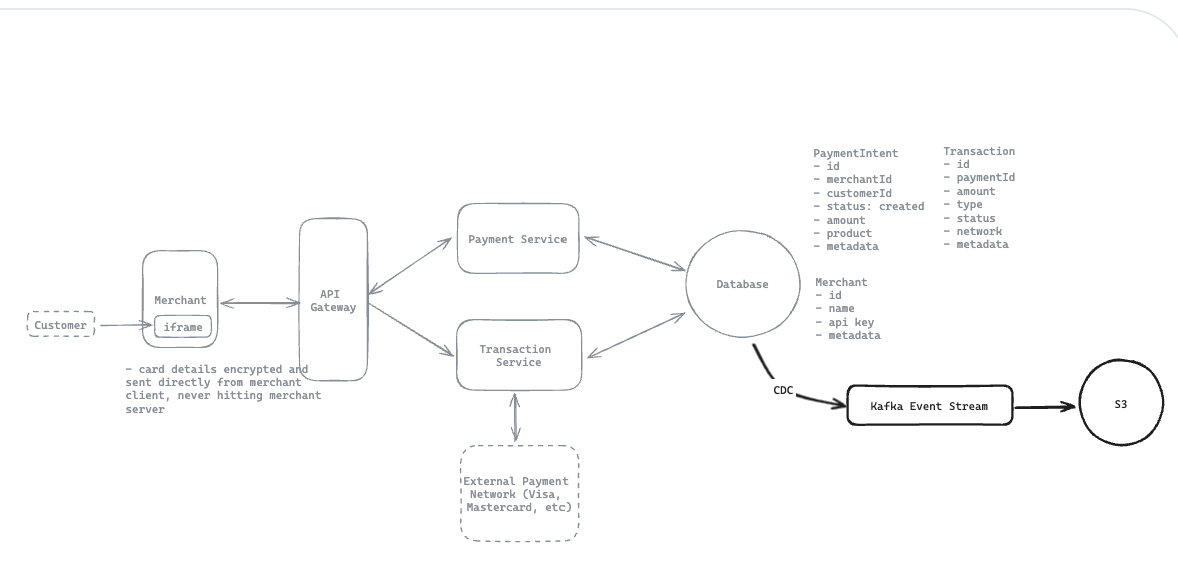 Customer
Merchant
iframe
- card details encrypted and
sent directly from merchant
client, never hitting merchant
server
API
Gateway
Payment Service
Transaction
Service
External Payment
Network (Visa,
Mastercard, etc)
Database
PaymentIntent
- id
- merchantId
- customerId
- status: created
- amount
- product
- metadata
Transaction
- id
- paymentId
- amount
- type
- status
- network
- metadata
Merchant
- id
- name
- api key
- metadata
CDC
Kafka Event Stream
S3